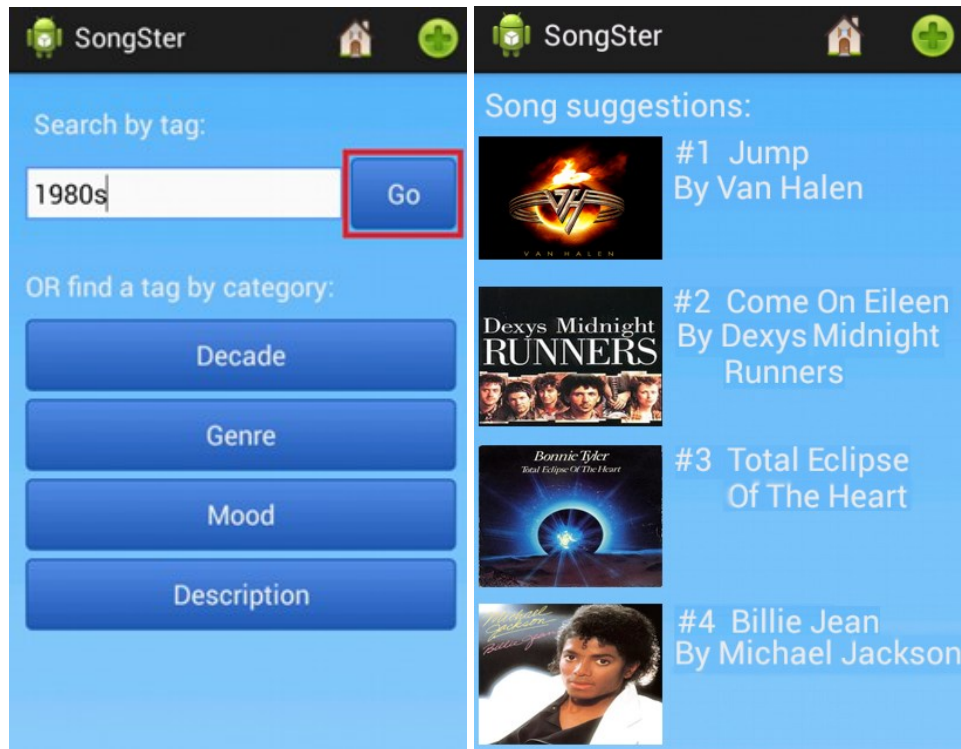 SongSter
Search by tag:
1980s
Go
OR find a tag by category:
Decade
Genre
Mood
Description
SongSter
Song suggestions:
VAN HALEN
#1 Jump
By Van Halen
Dexys Midnight
RUNNERS
#2 Come On Eileen
By Dexys Midnight
Runners
Bonnie Tyler
Total Eclipse Of The Heart
#3 Total Eclipse
Of The Heart
Michael
Jackson
Billie Jean
#4 Billie Jean
By Michael Jackson